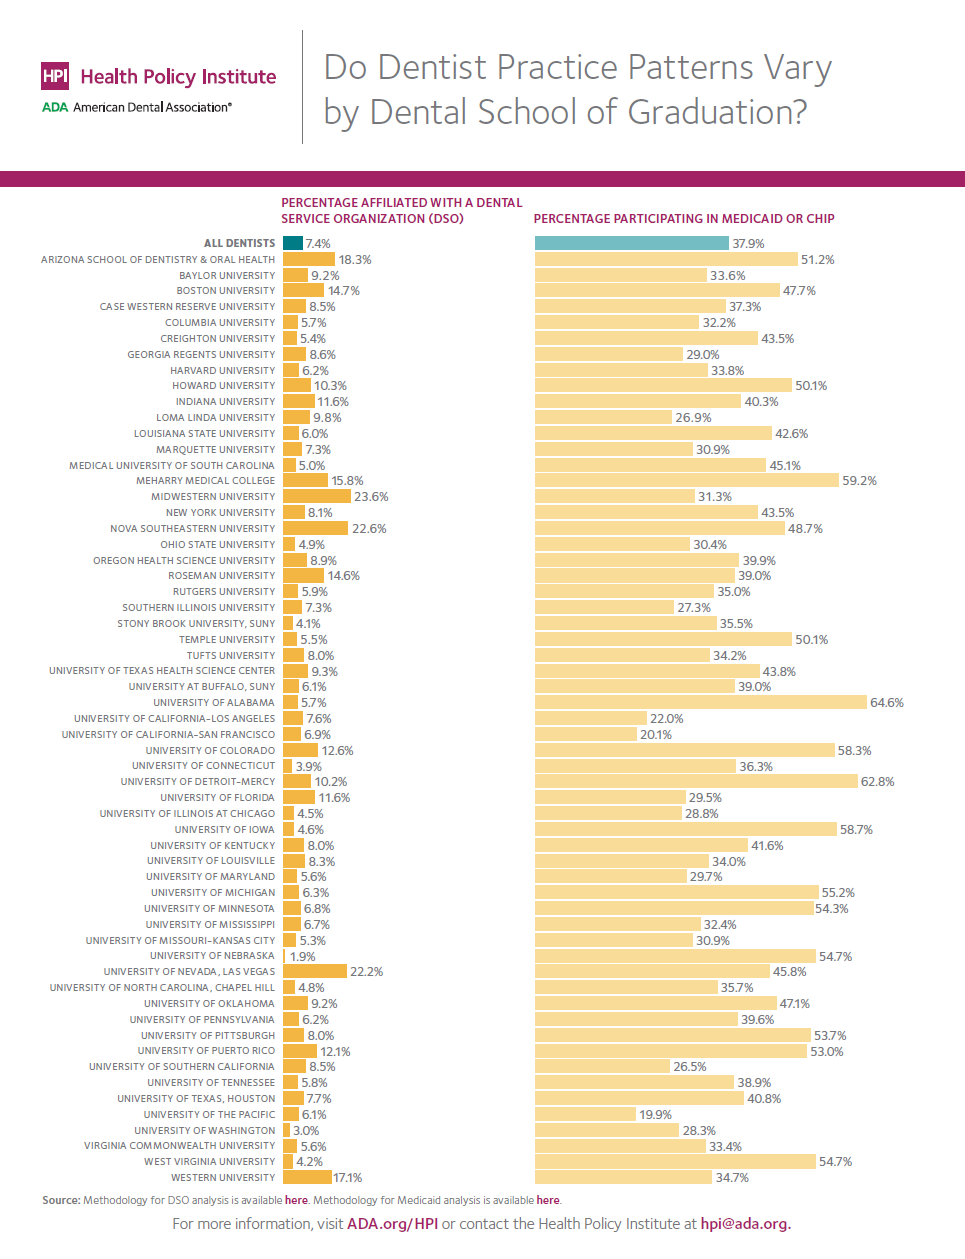 HPI Health Policy Institute
ADA American Dental Association®
Do Dentist Practice Patterns Vary
by Dental School of Graduation?
PERCENTAGE AFFILIATED WITH A DENTAL
SERVICE ORGANIZATION (DSO)
PERCENTAGE PARTICIPATING IN MEDICAID OR CHIP
ALL DENTISTS 7.4% 37.9%
ARIZONA SCHOOL OF DENTISTRY & ORAL HEALTH 18.3% 51.2%
BAYLOR UNIVERSITY 9.2% 33.6%
BOSTON UNIVERSITY 14.7% 47.7%
CASE WESTERN RESERVE UNIVERSITY 8.5% 37.3%
COLUMBIA UNIVERSITY 5.7% 32.2%
CREIGHTON UNIVERSITY 5.4% 43.5%
GEORGIA REGENTS UNIVERSITY 8.6% 29.0%
HARVARD UNIVERSITY 6.2% 33.8%
HOWARD UNIVERSITY 10.3% 50.1%
INDIANA UNIVERSITY 11.6% 40.3%
LOMA LINDA UNIVERSITY 9.8% 26.9%
LOUISIANA STATE UNIVERSITY 6.0% 42.6%
MARQUETTE UNIVERSITY 7.3% 30.9%
MEDICAL UNIVERSITY OF SOUTH CAROLINA 5.0% 45.1%
MEHARRY MEDICAL COLLEGE 15.8% 59.2%
MIDWESTERN UNIVERSITY 23.6% 31.3%
NEW YORK UNIVERSITY 8.1% 43.5%
NOVA SOUTHEASTERN UNIVERSITY 22.6% 48.7%
OHIO STATE UNIVERSITY 4.9% 30.4%
OREGON HEALTH SCIENCE UNIVERSITY 8.9% 39.9%
ROSEMAN UNIVERSITY 14.6% 39.0%
RUTGERS UNIVERSITY 5.9% 35.0%
SOUTHERN ILLINOIS UNIVERSITY 7.3% 27.3%
STONY BROOK UNIVERSITY, SUNY 4.1% 35.5%
TEMPLE UNIVERSITY 5.5% 50.1%
TUFTS UNIVERSITY 8.0% 34.2%
UNIVERSITY OF TEXAS HEALTH SCIENCE CENTER 9.3% 43.8%
UNIVERSITY AT BUFFALO, SUNY 6.1% 39.0%
UNIVERSITY OF ALABAMA 5.7% 64.6%
UNIVERSITY OF CALIFORNIA–LOS ANGELES 7.6% 22.0%
UNIVERSITY OF CALIFORNIA–SAN FRANCISCO 6.9% 20.1%
UNIVERSITY OF COLORADO 12.6% 58.3%
UNIVERSITY OF CONNECTICUT 3.9% 36.3%
UNIVERSITY OF DETROIT–MERCY 10.2% 62.8%
UNIVERSITY OF FLORIDA 11.6% 29.5%
UNIVERSITY OF ILLINOIS AT CHICAGO 4.5% 28.8%
UNIVERSITY OF IOWA 4.6% 58.7%
UNIVERSITY OF KENTUCKY 8.0% 41.6%
UNIVERSITY OF LOUISVILLE 8.3% 34.0%
UNIVERSITY OF MARYLAND 5.6% 29.7%
UNIVERSITY OF MICHIGAN 6.3% 55.2%
UNIVERSITY OF MINNESOTA 6.8% 54.3%
UNIVERSITY OF MISSISSIPPI 6.7% 32.4%
UNIVERSITY OF MISSOURI–KANSAS CITY 5.3% 30.9%
UNIVERSITY OF NEBRASKA 1.9% 54.7%
UNIVERSITY OF NEVADA, LAS VEGAS 22.2% 45.8%
UNIVERSITY OF NORTH CAROLINA, CHAPEL HILL 4.8% 35.7%
UNIVERSITY OF OKLAHOMA 9.2% 47.1%
UNIVERSITY OF PENNSYLVANIA 6.2% 39.6%
UNIVERSITY OF PITTSBURGH 8.0% 53.7%
UNIVERSITY OF PUERTO RICO 12.1% 53.0%
UNIVERSITY OF SOUTHERN CALIFORNIA 8.5% 26.5%
UNIVERSITY OF TENNESSEE 5.8% 38.9%
UNIVERSITY OF TEXAS, HOUSTON 7.7% 40.8%
UNIVERSITY OF THE PACIFIC 6.1% 19.9%
UNIVERSITY OF WASHINGTON 3.0% 28.3%
VIRGINIA COMMONWEALTH UNIVERSITY 5.6% 33.4%
WEST VIRGINIA UNIVERSITY 4.2% 54.7%
WESTERN UNIVERSITY 17.1% 34.7%
Source: Methodology for DSO analysis is available here. Methodology for Medicaid analysis is available here.
For more information, visit ADA.org/HPI or contact the Health Policy Institute at hpi@ada.org.